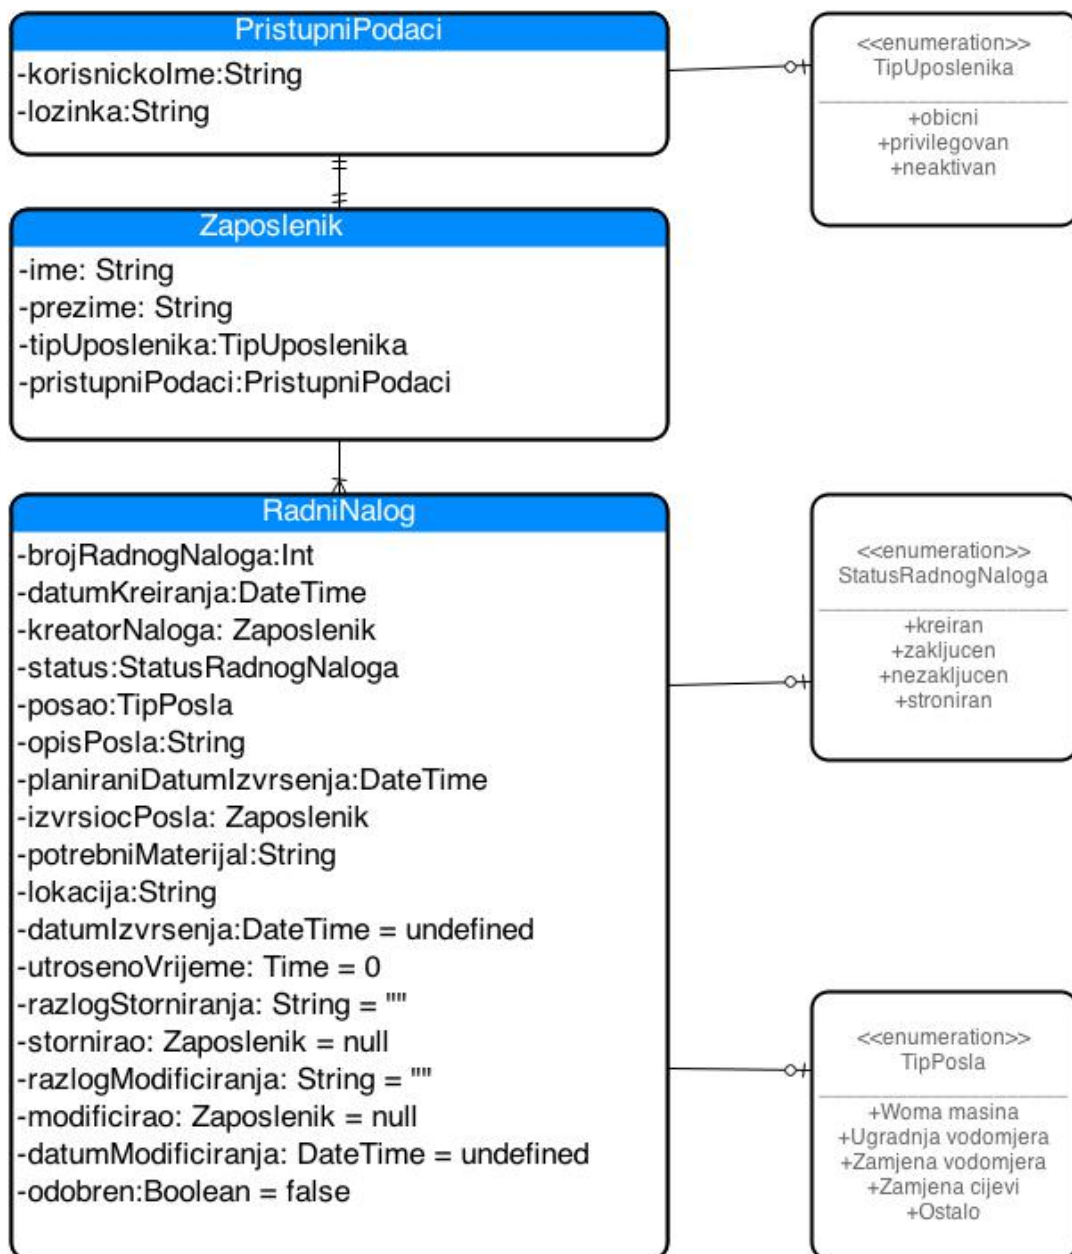 PristupniPodaci
-korisnickoIme:String
-lozinka:String
<<enumeration>>
TipUposlenika
+obicni
+privilegovan
+neaktivan
Zaposlenik
-ime: String
-prezime: String
-tipUposlenika:TipUposlenika
-pristupniPodaci:PristupniPodaci
RadniNalog
-brojRadnogNaloga:Int
-datumKreiranja:DateTime
-kreatorNaloga: Zaposlenik
-status:StatusRadnogNaloga
-posao:TipPosla
-opisPosla:String
-planiraniDatumIzvrsenja:DateTime
-izvrsiocPosla: Zaposlenik
-potrebniMaterijal:String
-lokacija:String
-datumIzvrsenja:DateTime = undefined
-utrosenoVrijeme: Time = 0
-razlogStorniranja: String = ""
-stornirao: Zaposlenik = null
-razlogModificiranja: String = ""
-modificirao: Zaposlenik = null
-datumModificiranja: DateTime = undefined
-odobren:Boolean = false
<<enumeration>>
StatusRadnogNaloga
+kreiran
+zakljucen
+nezakljucen
+stroniran
<<enumeration>>
TipPosla
+Woma masina
+Ugradnja vodomjera
+Zamjena vodomjera
+Zamjena cijevi
+Ostalo